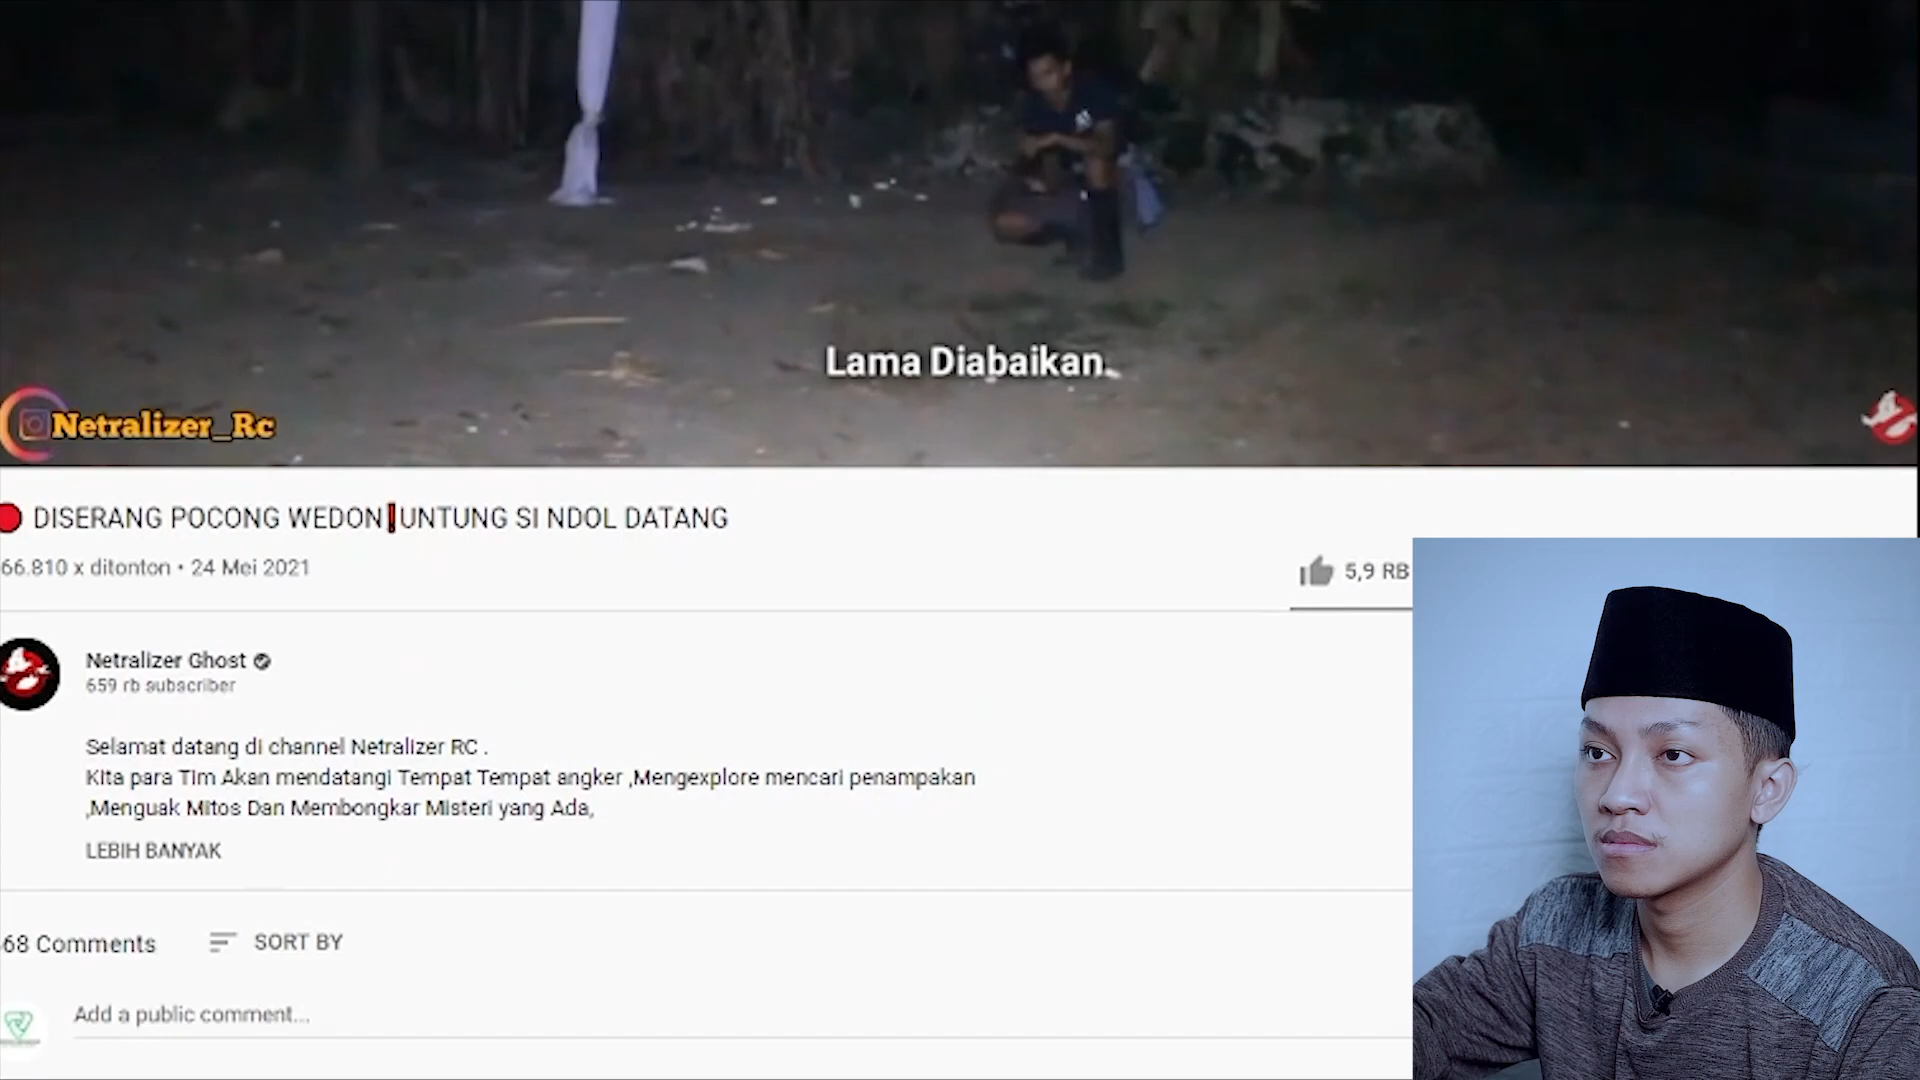 Lama Diabaikan.
Netralizer_Rc
DISERANG POCONG WEDON❗UNTUNG SI NDOL DATANG
66.810 x ditonton • 24 Mei 2021
5,9 RB
Netralizer Ghost
659 rb subscriber
Selamat datang di channel Netralizer RC .
Kita para Tim Akan mendatangi Tempat Tempat angker ,Mengexplore mencari penampakan
,Menguak Mitos Dan Membongkar Misteri yang Ada,
LEBIH BANYAK
68 Comments
SORT BY
Add a public comment...